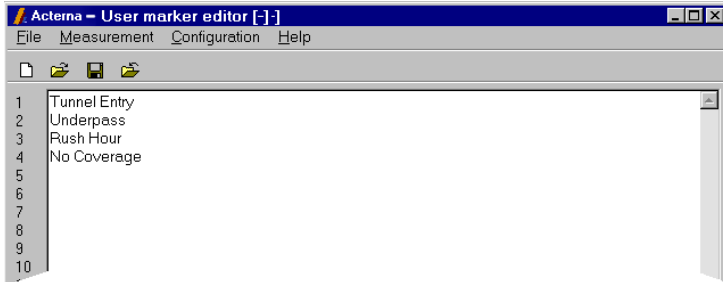 Acterna – User marker editor [-]-]
File Measurement Configuration Help
1 Tunnel Entry
2 Underpass
3 Rush Hour
4 No Coverage
5
6
7
8
9
10